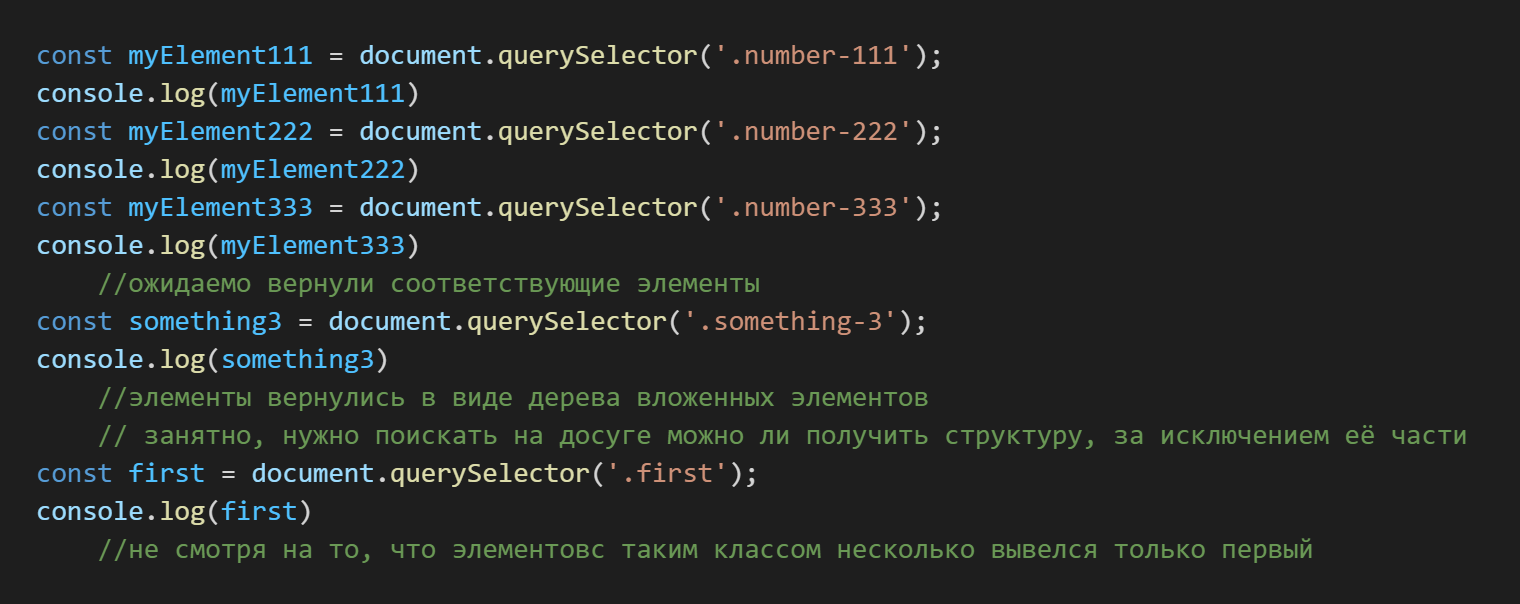 const myElement111 = document.querySelector('.number-111');
console.log(myElement111)
const myElement222 = document.querySelector('.number-222');
console.log(myElement222)
const myElement333 = document.querySelector('.number-333');
console.log(myElement333)
    //ожидаемо вернули соответствующие элементы
const something3 = document.querySelector('.something-3');
console.log(something3)
    //элементы вернулись в виде дерева вложенных элементов
    // занятно, нужно поискать на досуге можно ли получить структуру, за исключением её части
const first = document.querySelector('.first');
console.log(first)
    //не смотря на то, что элементовс таким классом несколько вывелся только первый